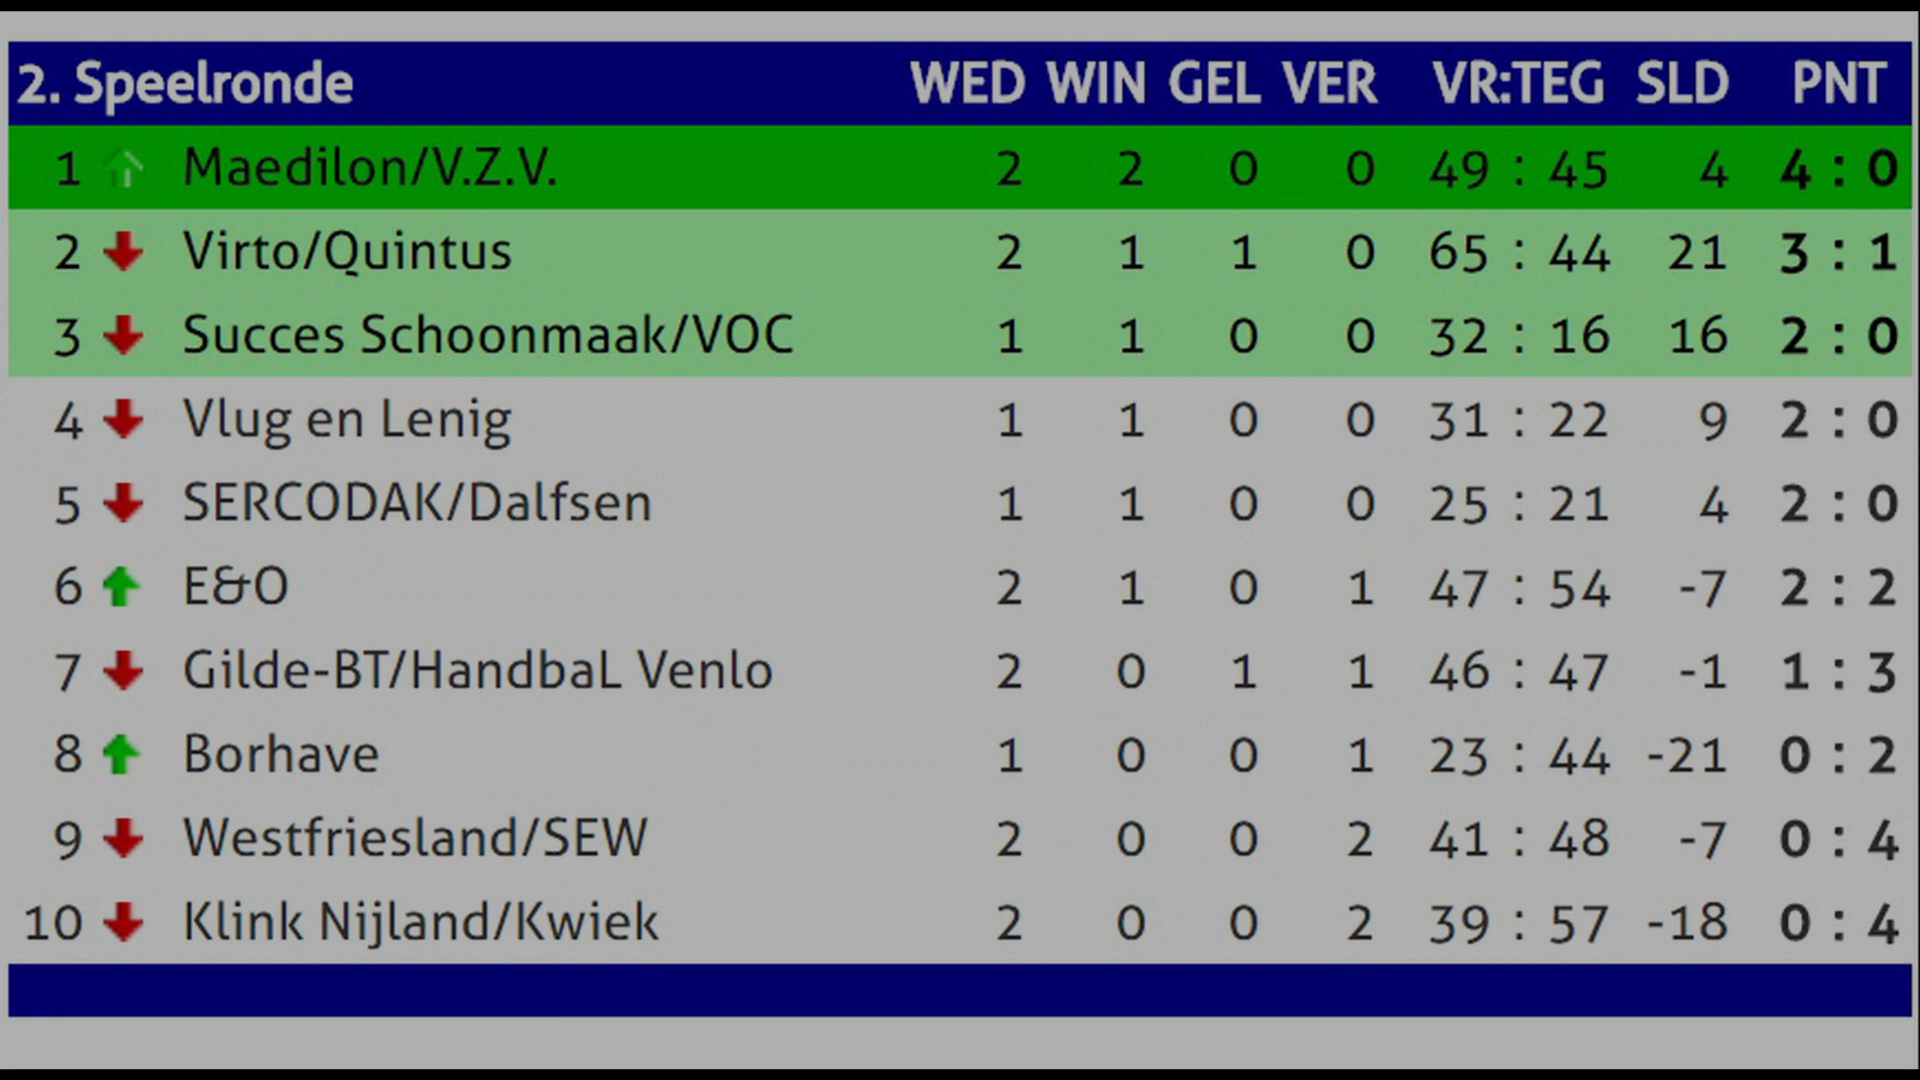 2. Speelronde WED WIN GEL VER VR:TEG SLD PNT
1 Maedilon/V.Z.V. 2 2 0 0 49 : 45 4 4 : 0
2 Virto/Quintus 2 1 1 0 65 : 44 21 3 : 1
3 Succes Schoonmaak/VOC 1 1 0 0 32 : 16 16 2 : 0
4 Vlug en Lenig 1 1 0 0 31 : 22 9 2 : 0
5 SERCODAK/Dalfsen 1 1 0 0 25 : 21 4 2 : 0
6 E&O 2 1 0 1 47 : 54 -7 2 : 2
7 Gilde-BT/HandbaL Venlo 2 0 1 1 46 : 47 -1 1 : 3
8 Borhave 1 0 0 1 23 : 44 -21 0 : 2
9 Westfriesland/SEW 2 0 0 2 41 : 48 -7 0 : 4
10 Klink Nijland/Kwiek 2 0 0 2 39 : 57 -18 0 : 4